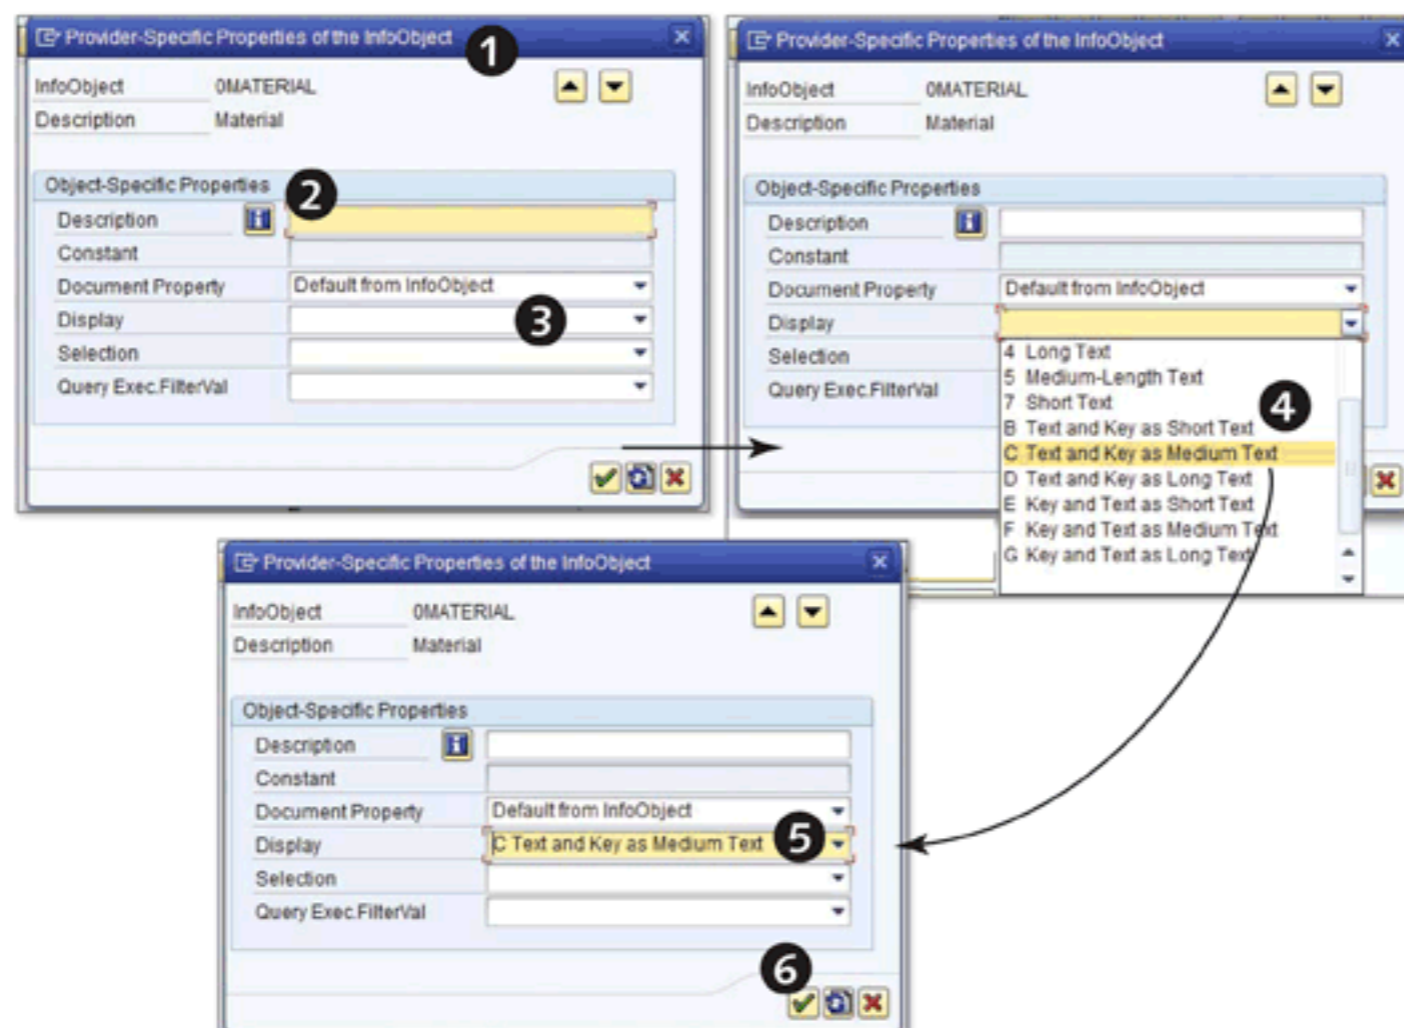 Provider-Specific Properties of the InfoObject 1
InfoObject 0MATERIAL
Description Material
Object-Specific Properties 2
Description
Constant
Document Property Default from InfoObject
Display 3
Selection
Query Exec.FilterVal
Provider-Specific Properties of the InfoObject
InfoObject 0MATERIAL
Description Material
Object-Specific Properties
Description
Constant
Document Property Default from InfoObject
Display
Selection
Query Exec.FilterVal
4 Long Text
5 Medium-Length Text
7 Short Text 4
B Text and Key as Short Text
C Text and Key as Medium Text
D Text and Key as Long Text
E Key and Text as Short Text
F Key and Text as Medium Text
G Key and Text as Long Text
Provider-Specific Properties of the InfoObject
InfoObject 0MATERIAL
Description Material
Object-Specific Properties
Description
Constant
Document Property Default from InfoObject
Display C Text and Key as Medium Text 5
Selection
Query Exec.FilterVal
6